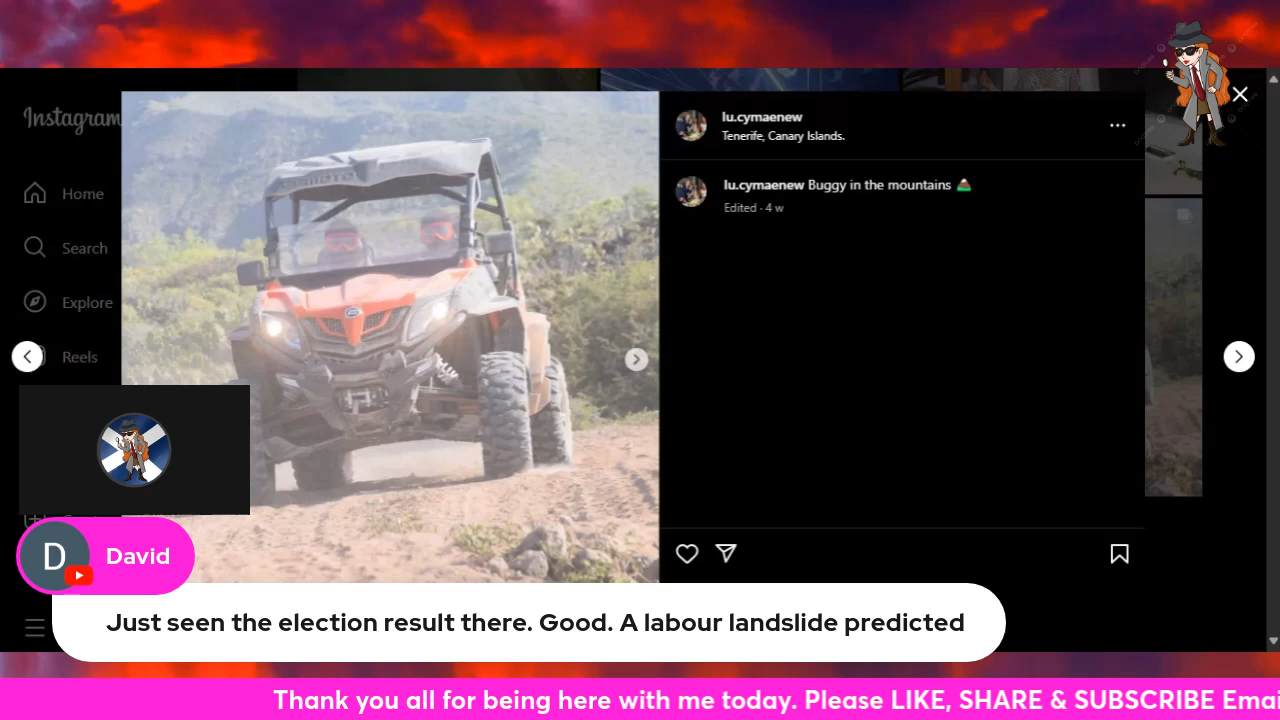 Instagram
lu.cymaenew
Tenerife, Canary Islands.
Home
lu.cymaenew Buggy in the mountains
Edited · 4 w
Search
Explore
Reels
D
David
Just seen the election result there. Good. A labour landslide predicted
Thank you all for being here with me today. Please LIKE, SHARE & SUBSCRIBE Emai